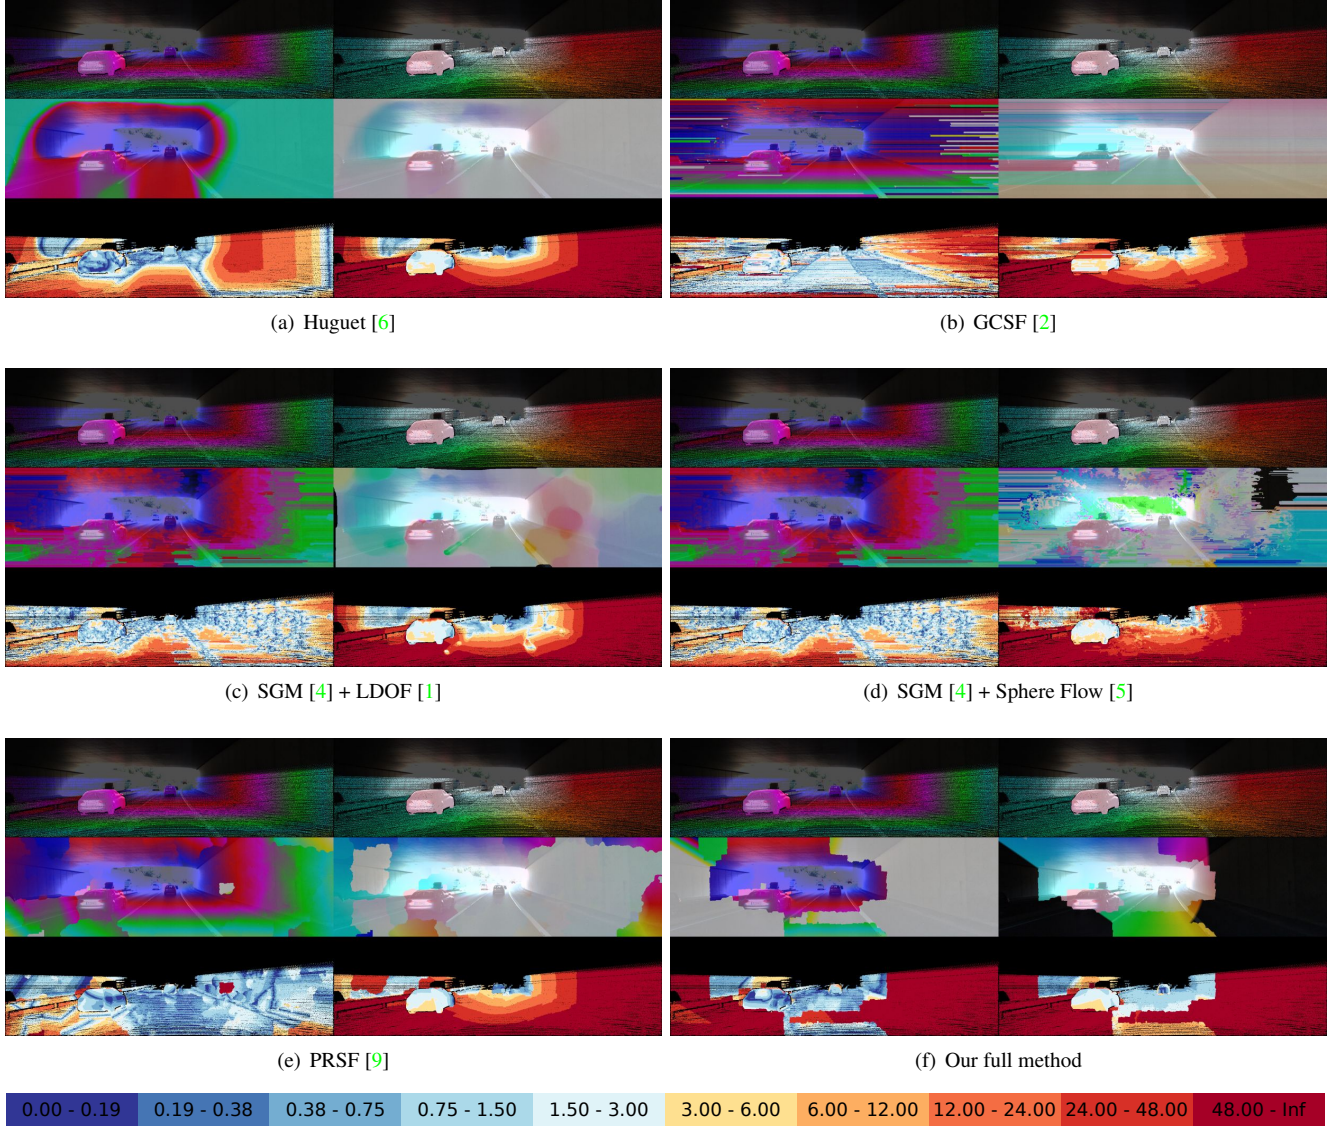 (a) Huguet [6]
(b) GCSF [2]
(c) SGM [4] + LDOF [1]
(d) SGM [4] + Sphere Flow [5]
(e) PRSF [9]
(f) Our full method
0.00 - 0.19 0.19 - 0.38 0.38 - 0.75 0.75 - 1.50 1.50 - 3.00 3.00 - 6.00 6.00 - 12.00 12.00 - 24.00 24.00 - 48.00 48.00 - Inf